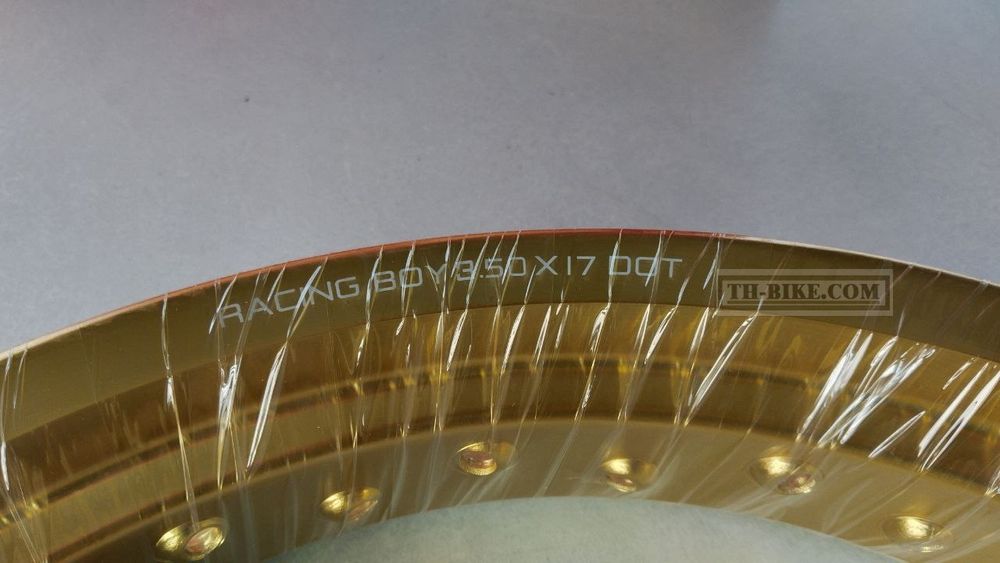 RACING BOY 3.50 X 17 DOT
TH-BIKE.COM